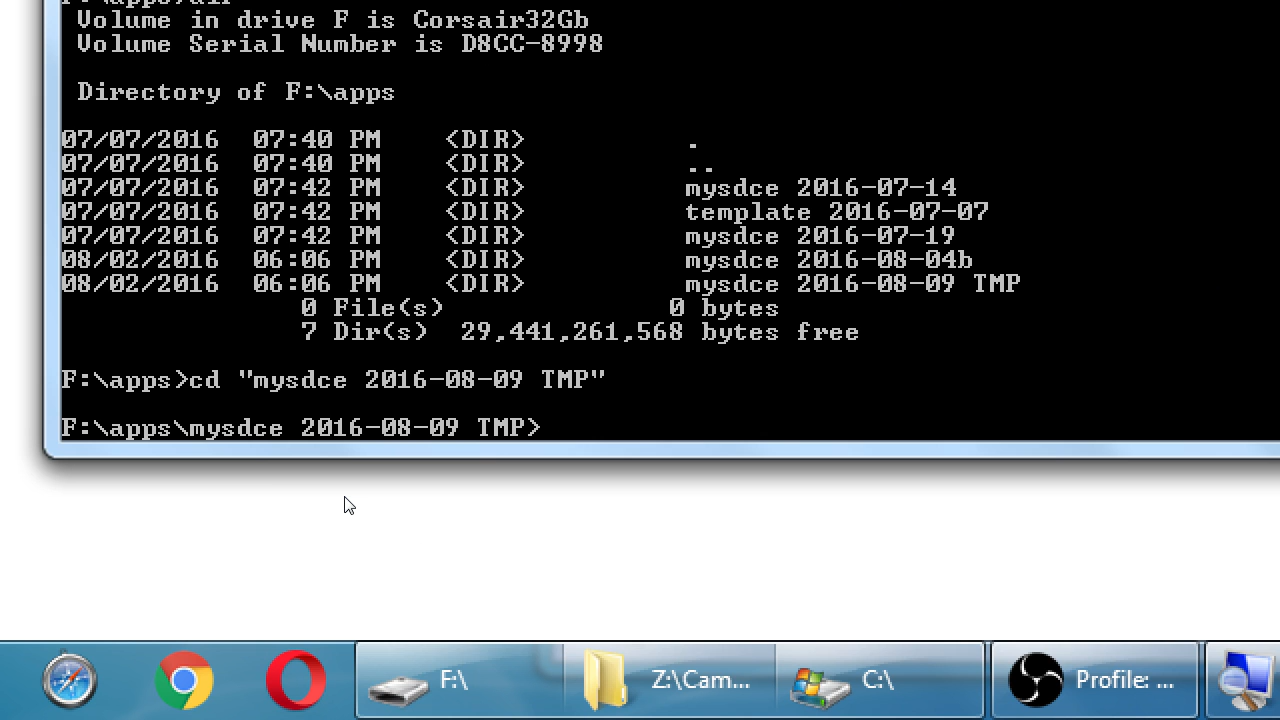 Volume in drive F is Corsair32Gb
Volume Serial Number is D8CC-8998
Directory of F:\apps
07/07/2016 07:40 PM <DIR> .
07/07/2016 07:40 PM <DIR> ..
07/07/2016 07:42 PM <DIR> mysdce 2016-07-14
07/07/2016 07:42 PM <DIR> template 2016-07-07
07/07/2016 07:42 PM <DIR> mysdce 2016-07-19
08/02/2016 06:06 PM <DIR> mysdce 2016-08-04b
08/02/2016 06:06 PM <DIR> mysdce 2016-08-09 TMP
0 File(s) 0 bytes
7 Dir(s) 29,441,261,568 bytes free
F:\apps>cd "mysdce 2016-08-09 TMP"
F:\apps\mysdce 2016-08-09 TMP>
F:\ Z:\Cam... C:\ Profile: ...